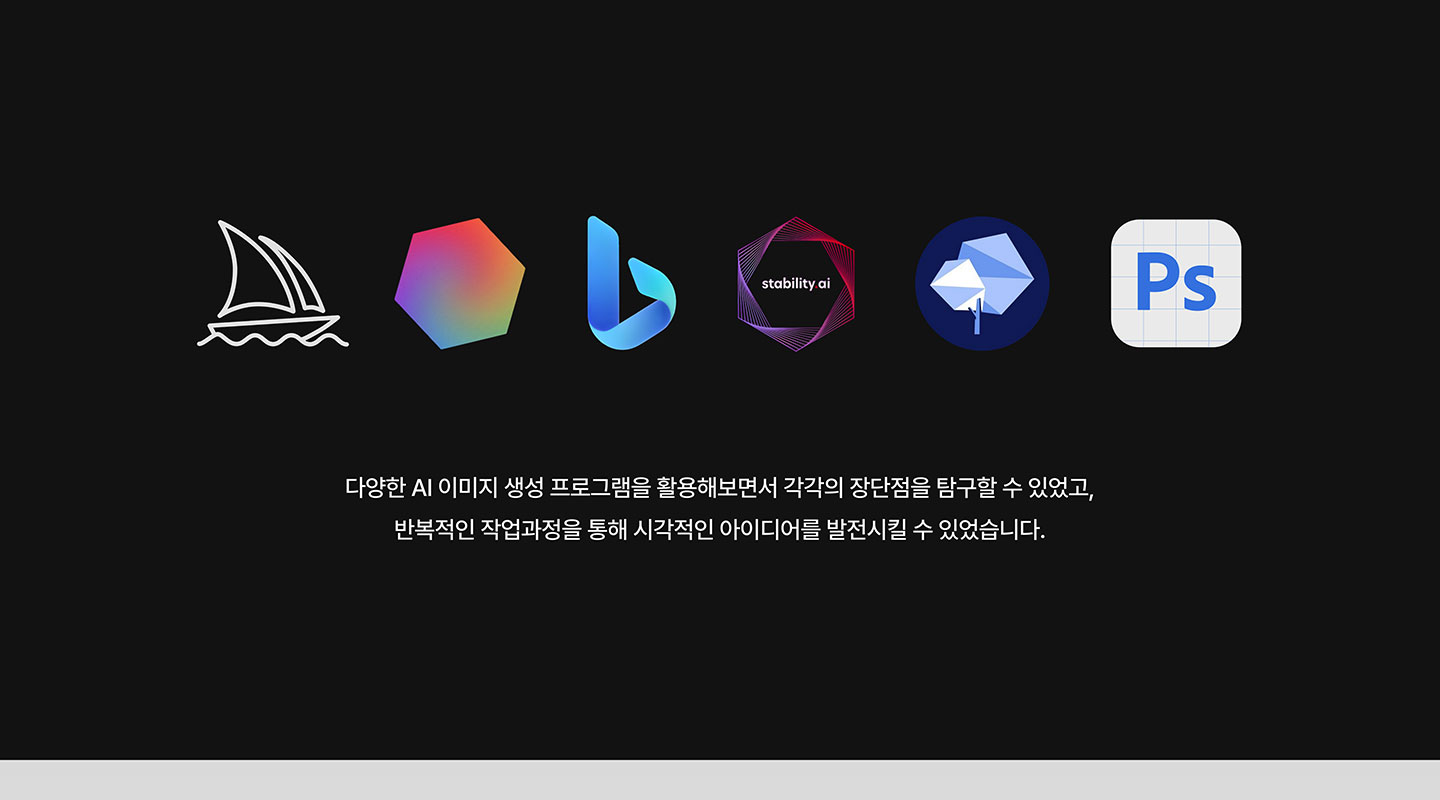 stability.ai
Ps
다양한 AI 이미지 생성 프로그램을 활용해보면서 각각의 장단점을 탐구할 수 있었고,
반복적인 작업과정을 통해 시각적인 아이디어를 발전시킬 수 있었습니다.